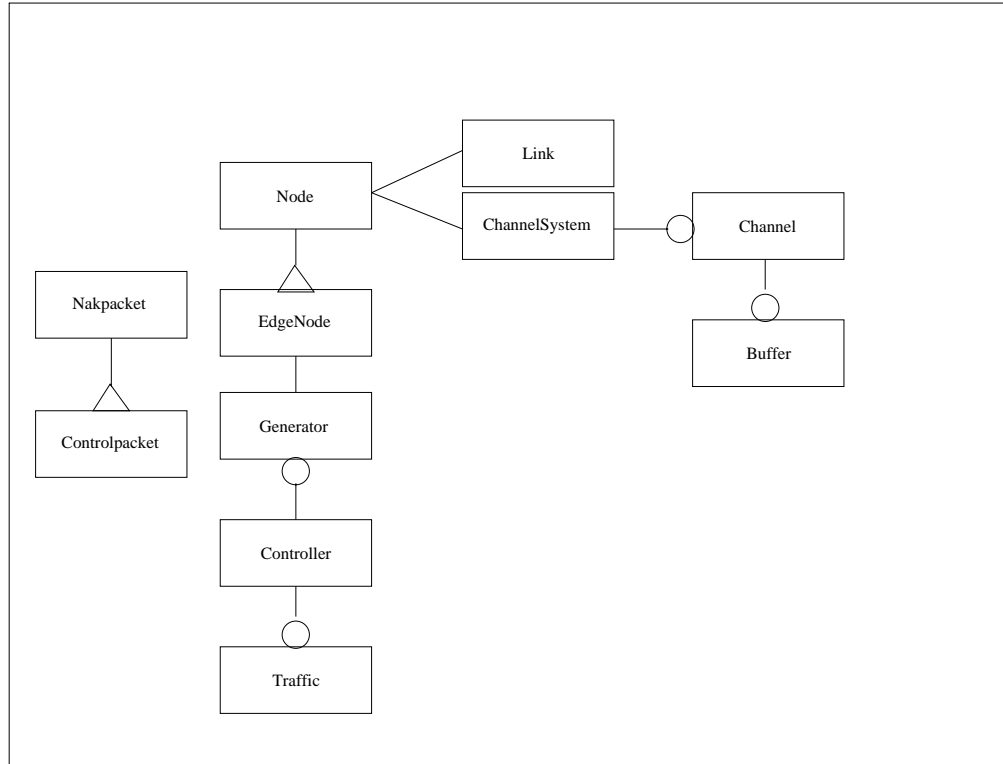 Link
Node
ChannelSystem
Channel
Nakpacket
EdgeNode
Buffer
Generator
Controlpacket
Controller
Traffic